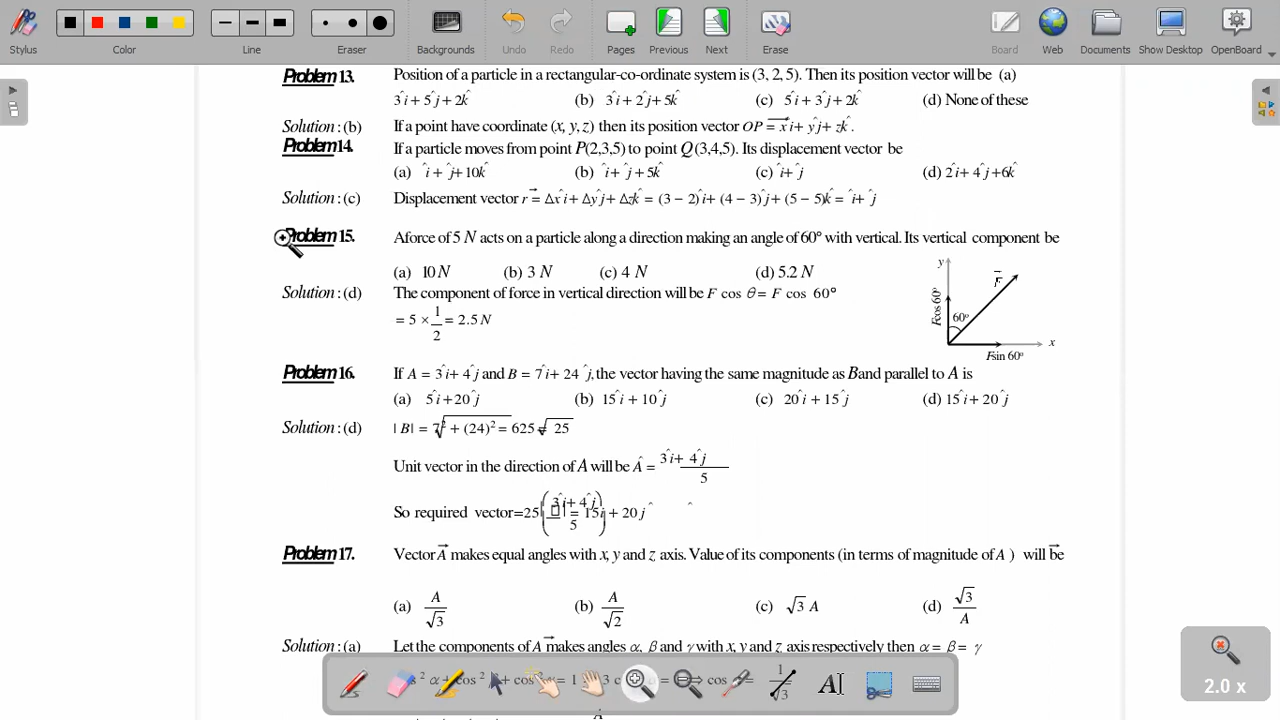 Stylus Color Line Eraser Backgrounds Undo Redo Pages Previous Next Erase Board Web Documents Show Desktop OpenBoard
Problem 13. Position of a particle in a rectangular-co-ordinate system is (3, 2, 5). Then its position vector will be (a)
3î + 5ĵ + 2k̂ (b) 3î + 2ĵ + 5k̂ (c) 5î + 3ĵ + 2k̂ (d) None of these
Solution : (b) If a point have coordinate (x, y, z) then its position vector OP = xî + yĵ + zk̂ .
Problem 14. If a particle moves from point P(2,3,5) to point Q(3,4,5). Its displacement vector be
(a) î + ĵ + 10k̂ (b) î + ĵ + 5k̂ (c) î + ĵ (d) 2î + 4ĵ + 6k̂
Solution : (c) Displacement vector r⃗ = Δxî + Δyĵ + Δzk̂ = (3 − 2)î + (4 − 3)ĵ + (5 − 5)k̂ = î + ĵ
Problem 15. A force of 5 N acts on a particle along a direction making an angle of 60° with vertical. Its vertical component be
(a) 10 N (b) 3 N (c) 4 N (d) 5.2 N
Solution : (d) The component of force in vertical direction will be F cos θ = F cos 60°
= 5 × 1/2 = 2.5 N
y
F
F cos 60°
60°
x
F sin 60°
Problem 16. If A = 3î + 4ĵ and B = 7î + 24ĵ, the vector having the same magnitude as B and parallel to A is
(a) 5î + 20ĵ (b) 15î + 10ĵ (c) 20î + 15ĵ (d) 15î + 20ĵ
Solution : (d) | B | = √7² + (24)² = √625 = 25
Unit vector in the direction of A will be Â = (3î + 4ĵ)/5
So required vector = 25 ((3î + 4ĵ)/5) = 15î + 20ĵ
Problem 17. Vector A⃗ makes equal angles with x, y and z axis. Value of its components (in terms of magnitude of A⃗ ) will be
(a) A/√3 (b) A/√2 (c) √3 A (d) √3/A
Solution : (a) Let the components of A⃗ makes angles α, β and γ with x, y and z axis respectively then α = β = γ
2.0 x